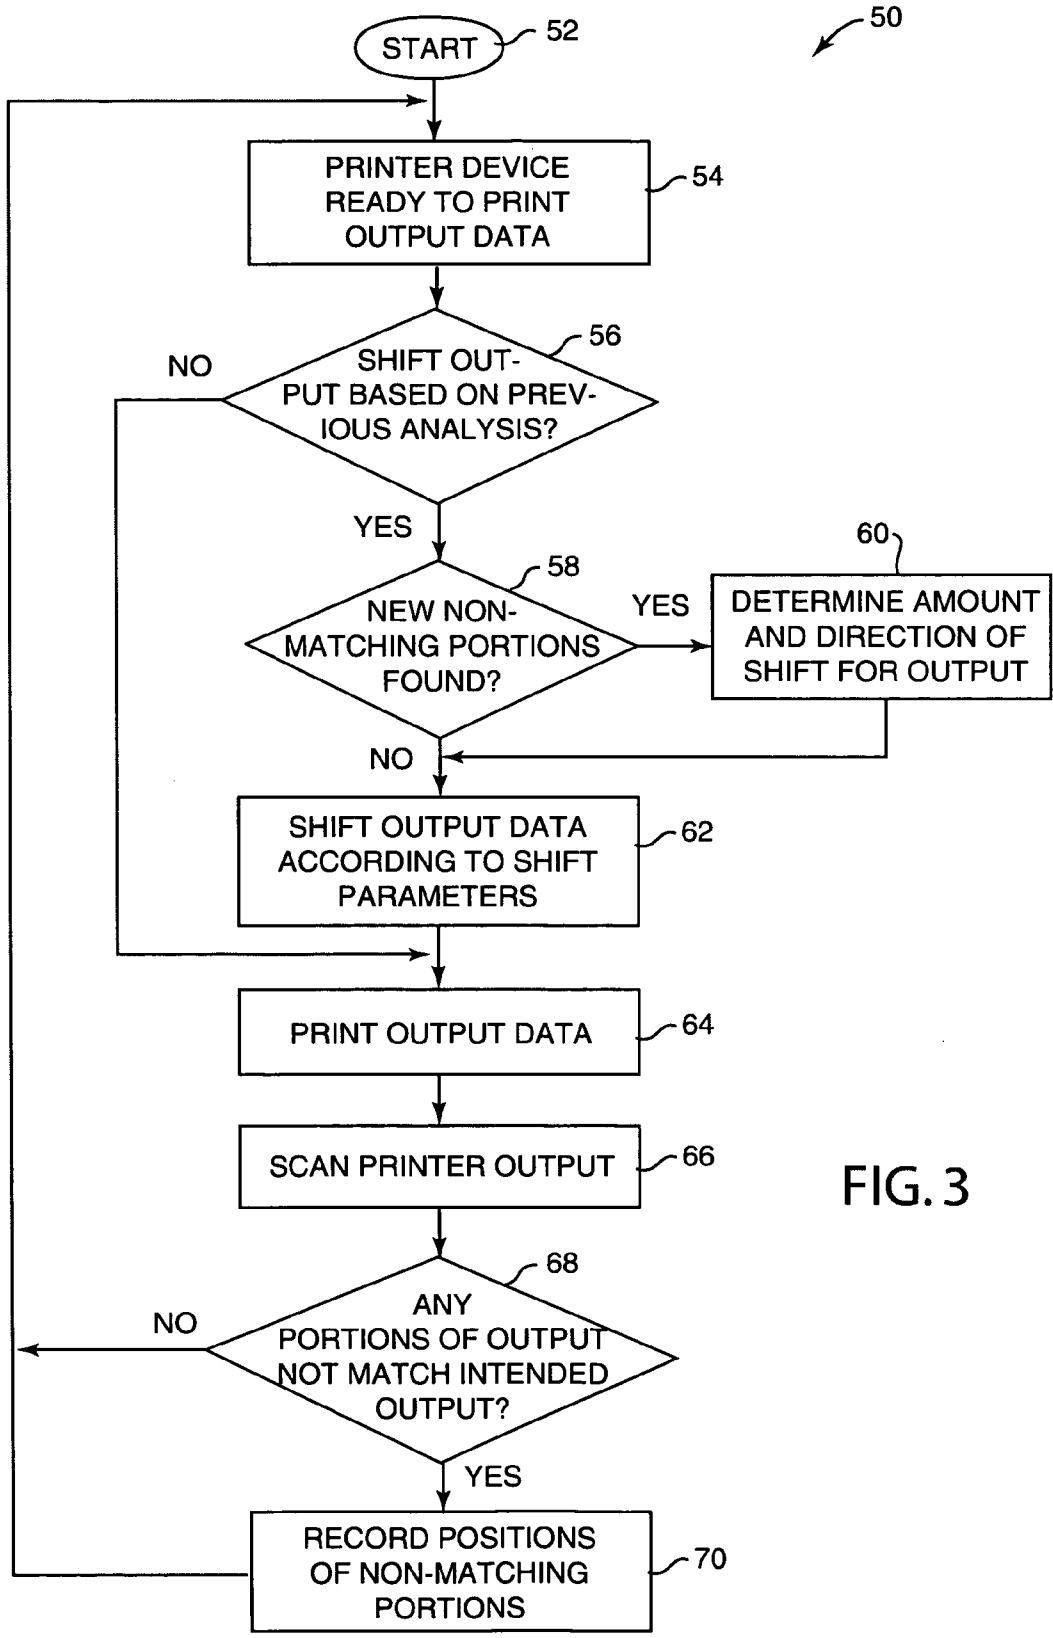 50
START
52
PRINTER DEVICE
READY TO PRINT
OUTPUT DATA
54
56
NO
SHIFT OUT-
PUT BASED ON PREV-
IOUS ANALYSIS?
YES
58
60
NEW NON-
MATCHING PORTIONS
FOUND?
YES
DETERMINE AMOUNT
AND DIRECTION OF
SHIFT FOR OUTPUT
NO
SHIFT OUTPUT DATA
ACCORDING TO SHIFT
PARAMETERS
62
PRINT OUTPUT DATA
64
SCAN PRINTER OUTPUT
66
FIG. 3
68
NO
ANY
PORTIONS OF OUTPUT
NOT MATCH INTENDED
OUTPUT?
YES
RECORD POSITIONS
OF NON-MATCHING
PORTIONS
70